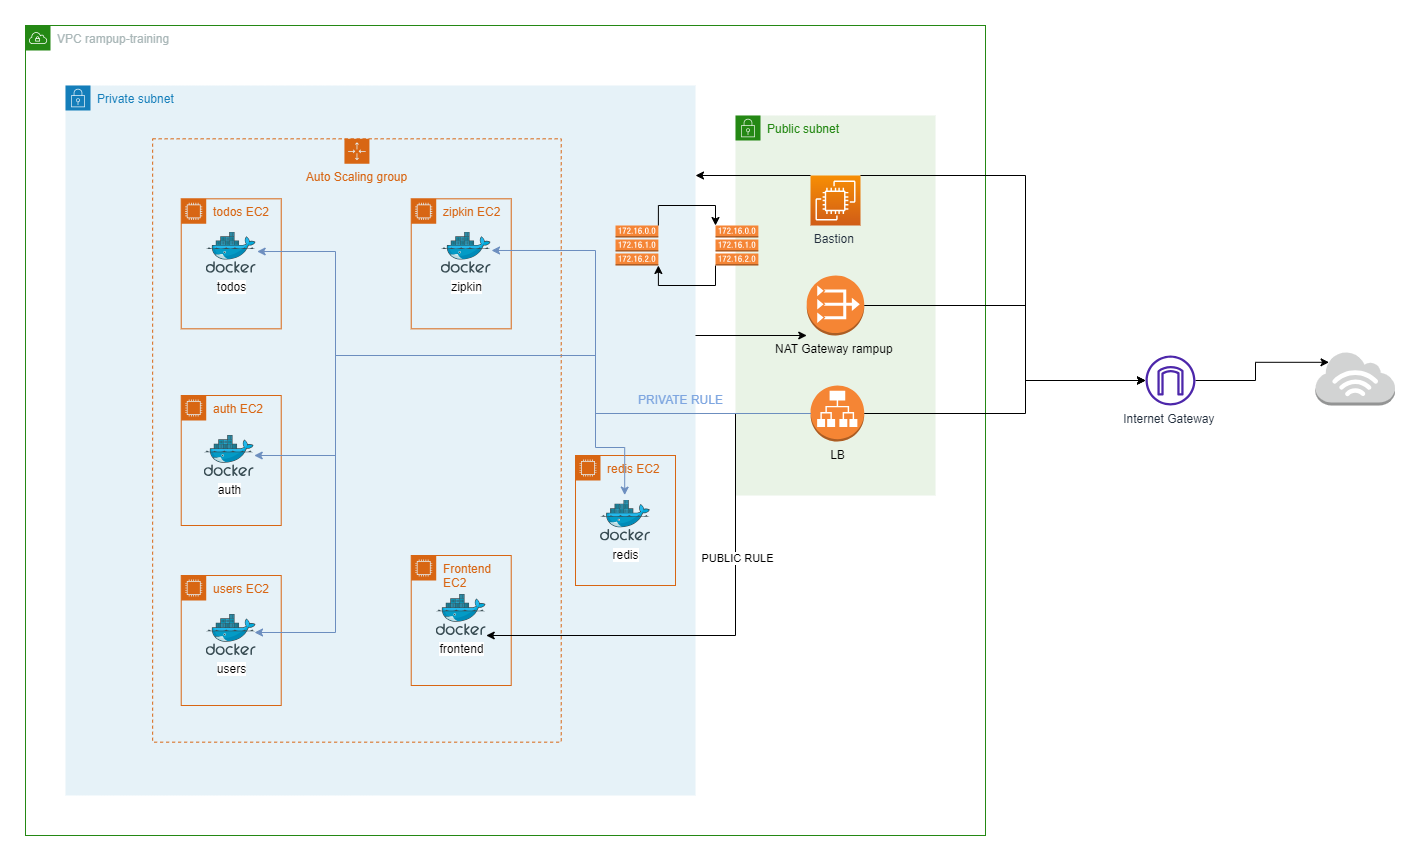 VPC rampup-training
Private subnet
Public subnet
Auto Scaling group
todos EC2
docker
todos
zipkin EC2
docker
zipkin
172.16.0.0
172.16.1.0
172.16.2.0
172.16.0.0
172.16.1.0
172.16.2.0
Bastion
NAT Gateway rampup
PRIVATE RULE
LB
Internet Gateway
auth EC2
docker
auth
redis EC2
docker
redis
PUBLIC RULE
users EC2
docker
users
Frontend
EC2
docker
frontend